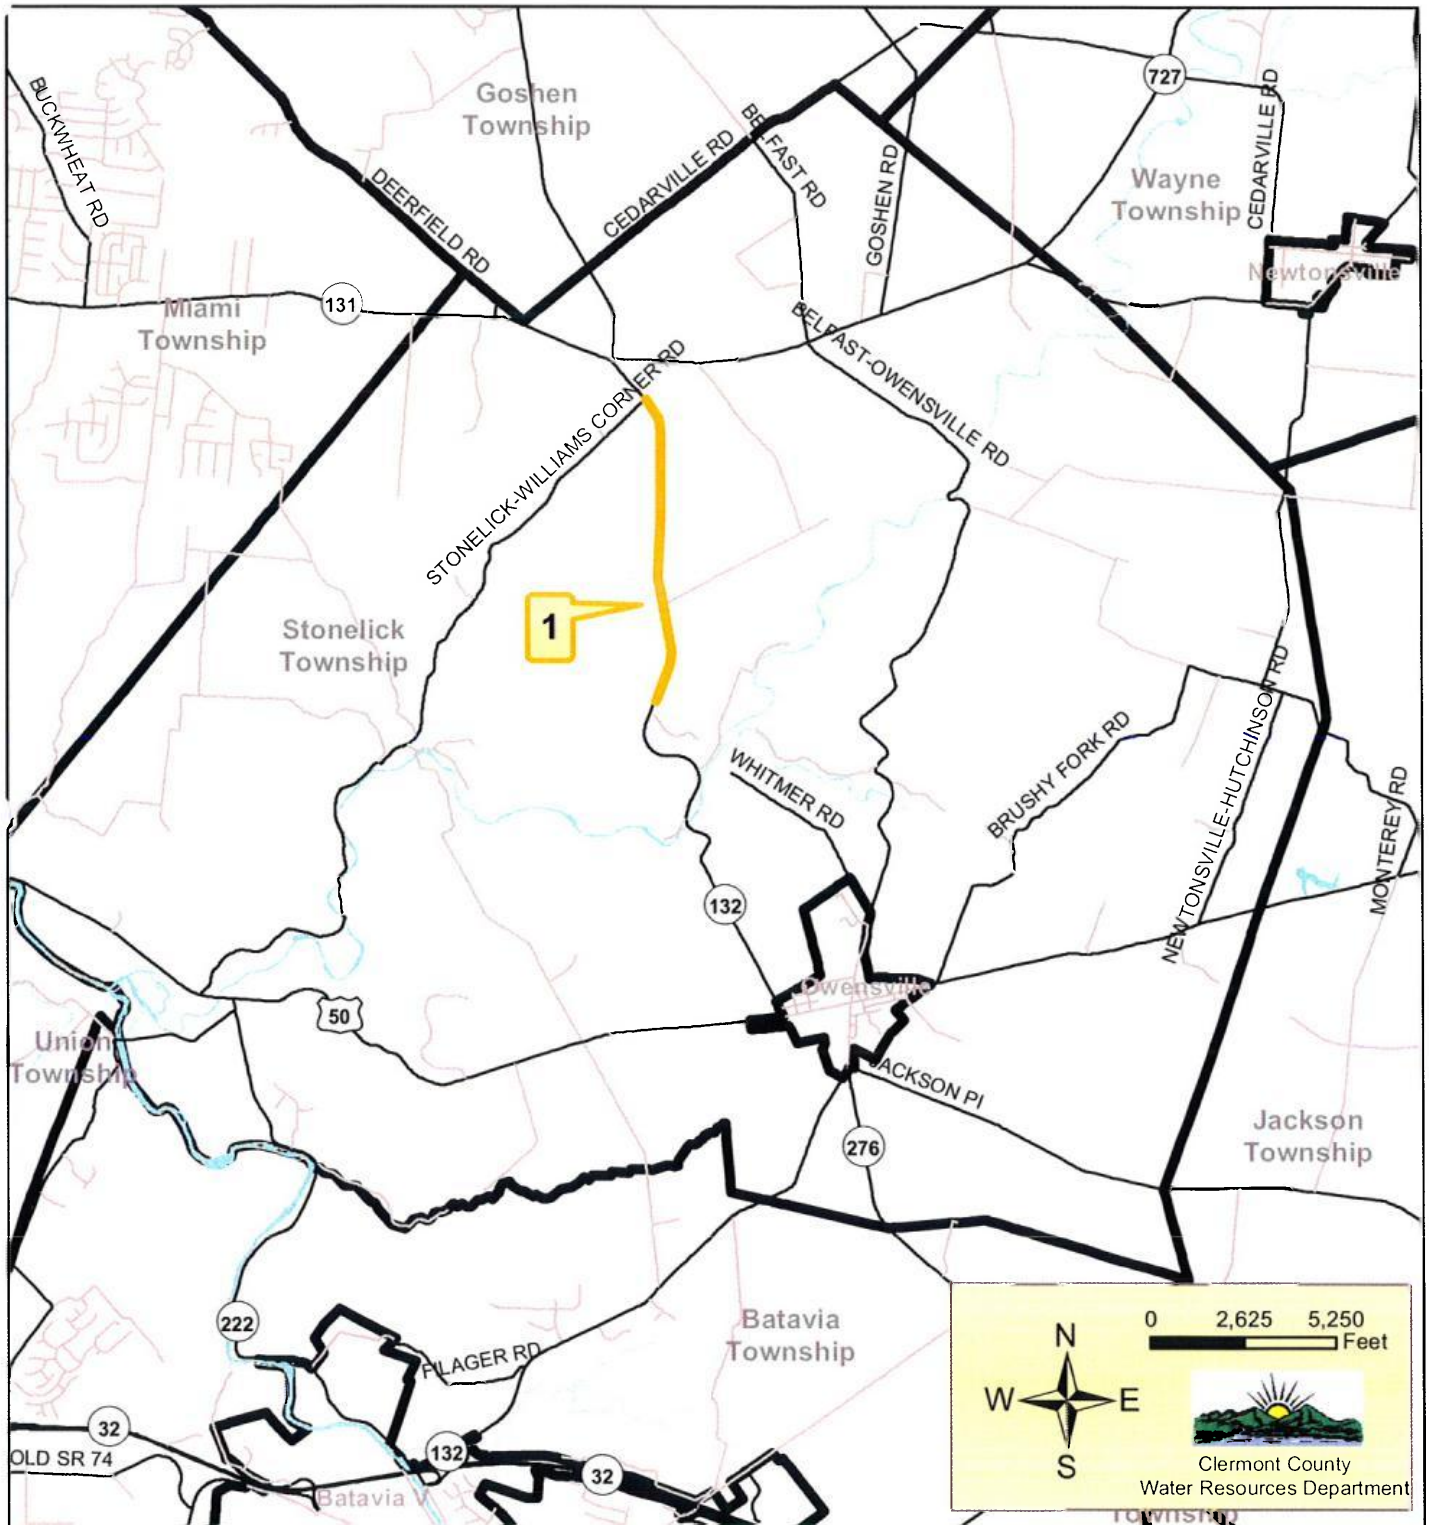 Goshen
Township
727
BUCKWHEAT RD
DEERFIELD RD
CEDARVILLE RD
BELFAST RD
GOSHEN RD
Wayne
Township
CEDARVILLE RD
Newtonsville
Miami
Township
131
STONELICK-WILLIAMS CORNER RD
BELFAST-OWENSVILLE RD
1
Stonelick
Township
WHITMER RD
BRUSHY FORK RD
NEWTONSVILLE-HUTCHINSON RD
MONTEREY RD
132
Owensville
50
Union
Township
JACKSON PI
276
Jackson
Township
222
Batavia
Township
FILAGER RD
32
OLD SR 74
132
32
Batavia V
0 2,625 5,250
Feet
N
W E
S
Clermont County
Water Resources Department
Township